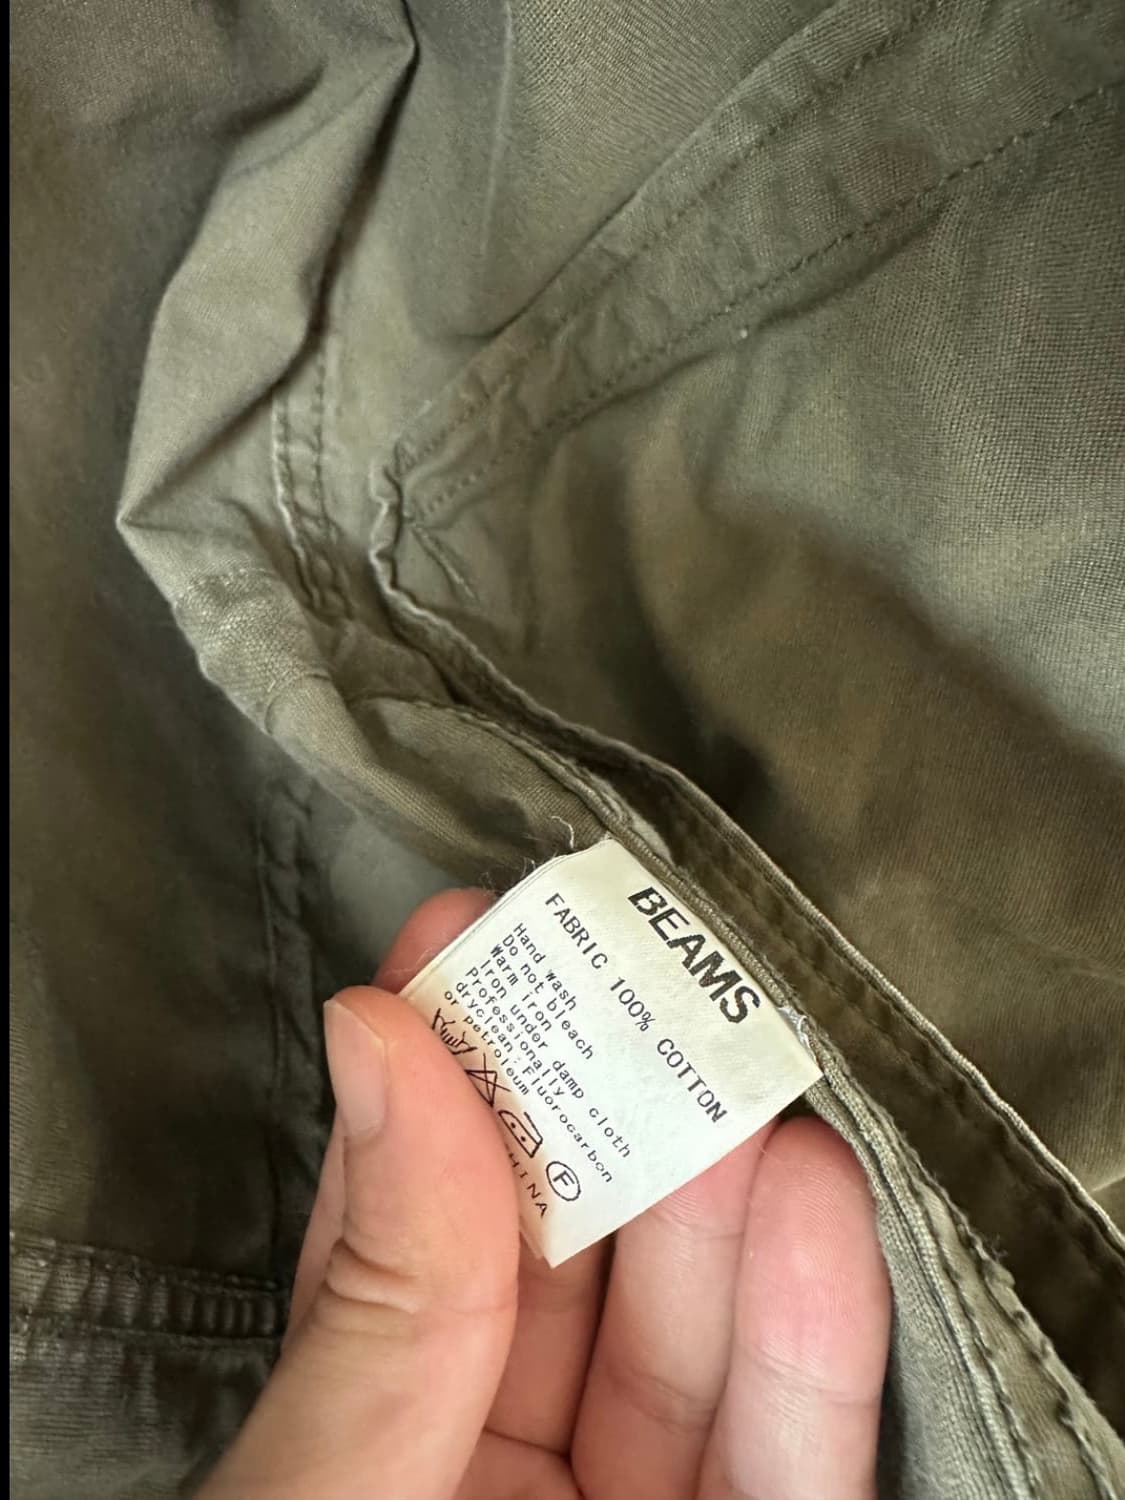 BEAMS
FABRIC 100% COTTON
Hand wash
Do not bleach
Warm iron
Iron under damp cloth
Professionally
dryclean:Fluorocarbon
or petroleum
F
CHINA